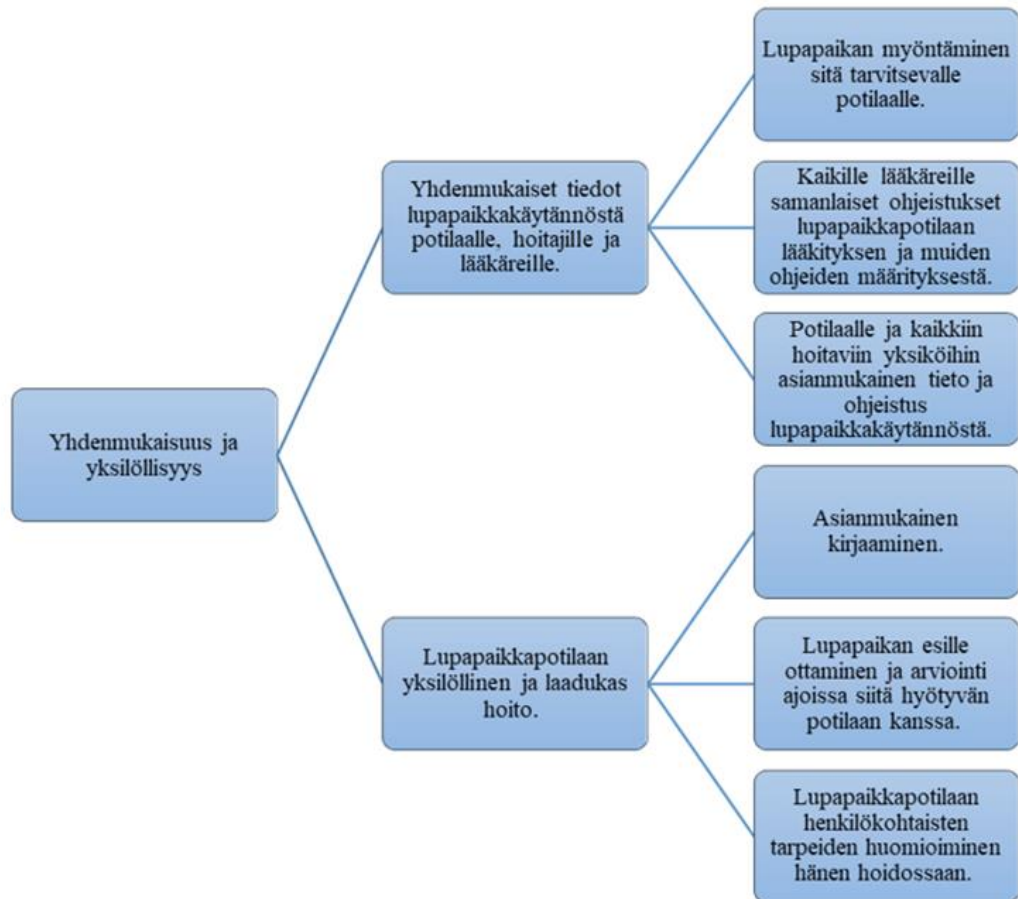 Yhdenmukaisuus ja
yksilöllisyys
Yhdenmukaiset tiedot
lupapaikkakäytännöstä
potilaalle, hoitajille ja
lääkäreille.
Lupapaikan myöntäminen
sitä tarvitsevalle
potilaalle.
Kaikille lääkäreille
samanlaiset ohjeistukset
lupapaikkapotilaan
lääkityksen ja muiden
ohjeiden määrityksestä.
Potilaalle ja kaikkiin
hoitaviin yksiköihin
asianmukainen tieto ja
ohjeistus
lupapaikkakäytännöstä.
Lupapaikkapotilaan
yksilöllinen ja laadukas
hoito.
Asianmukainen
kirjaaminen.
Lupapaikan esille
ottaminen ja arviointi
ajoissa siitä hyötyvän
potilaan kanssa.
Lupapaikkapotilaan
henkilökohtaisten
tarpeiden huomioiminen
hänen hoidossaan.